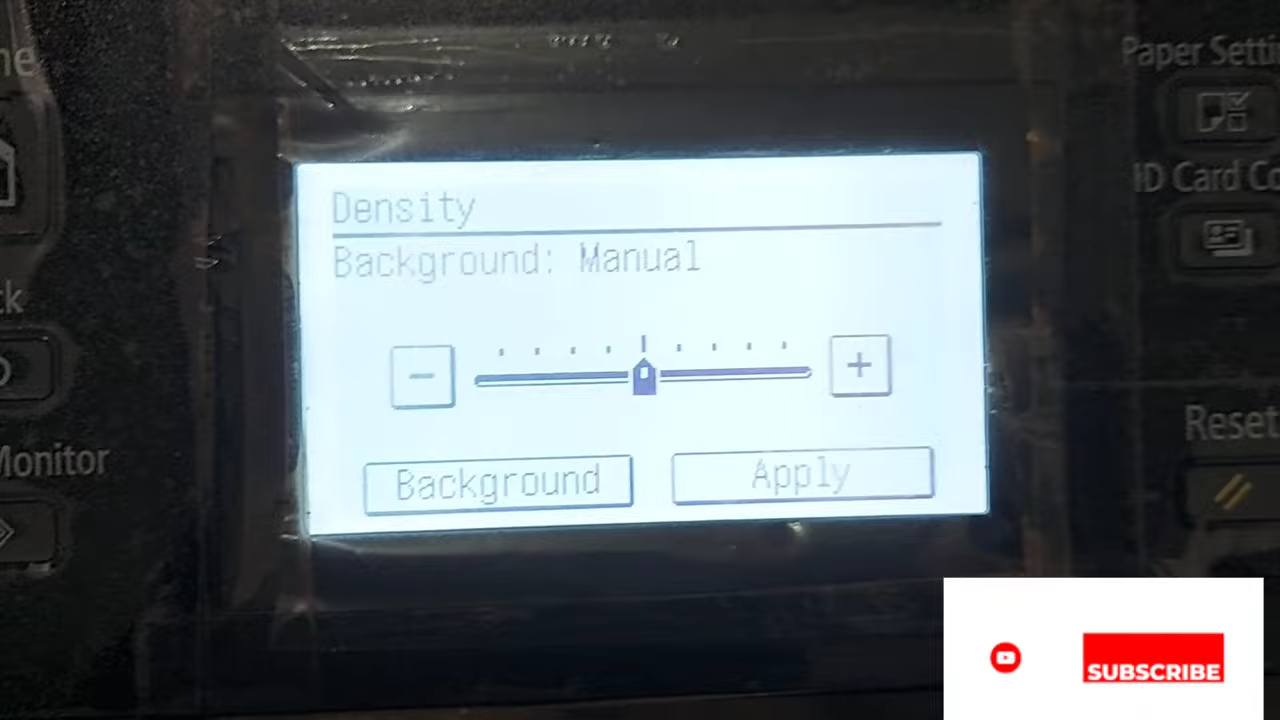 Paper Setti
ID Card Co
Density
Background: Manual
-
+
Background
Apply
Monitor
Reset
SUBSCRIBE